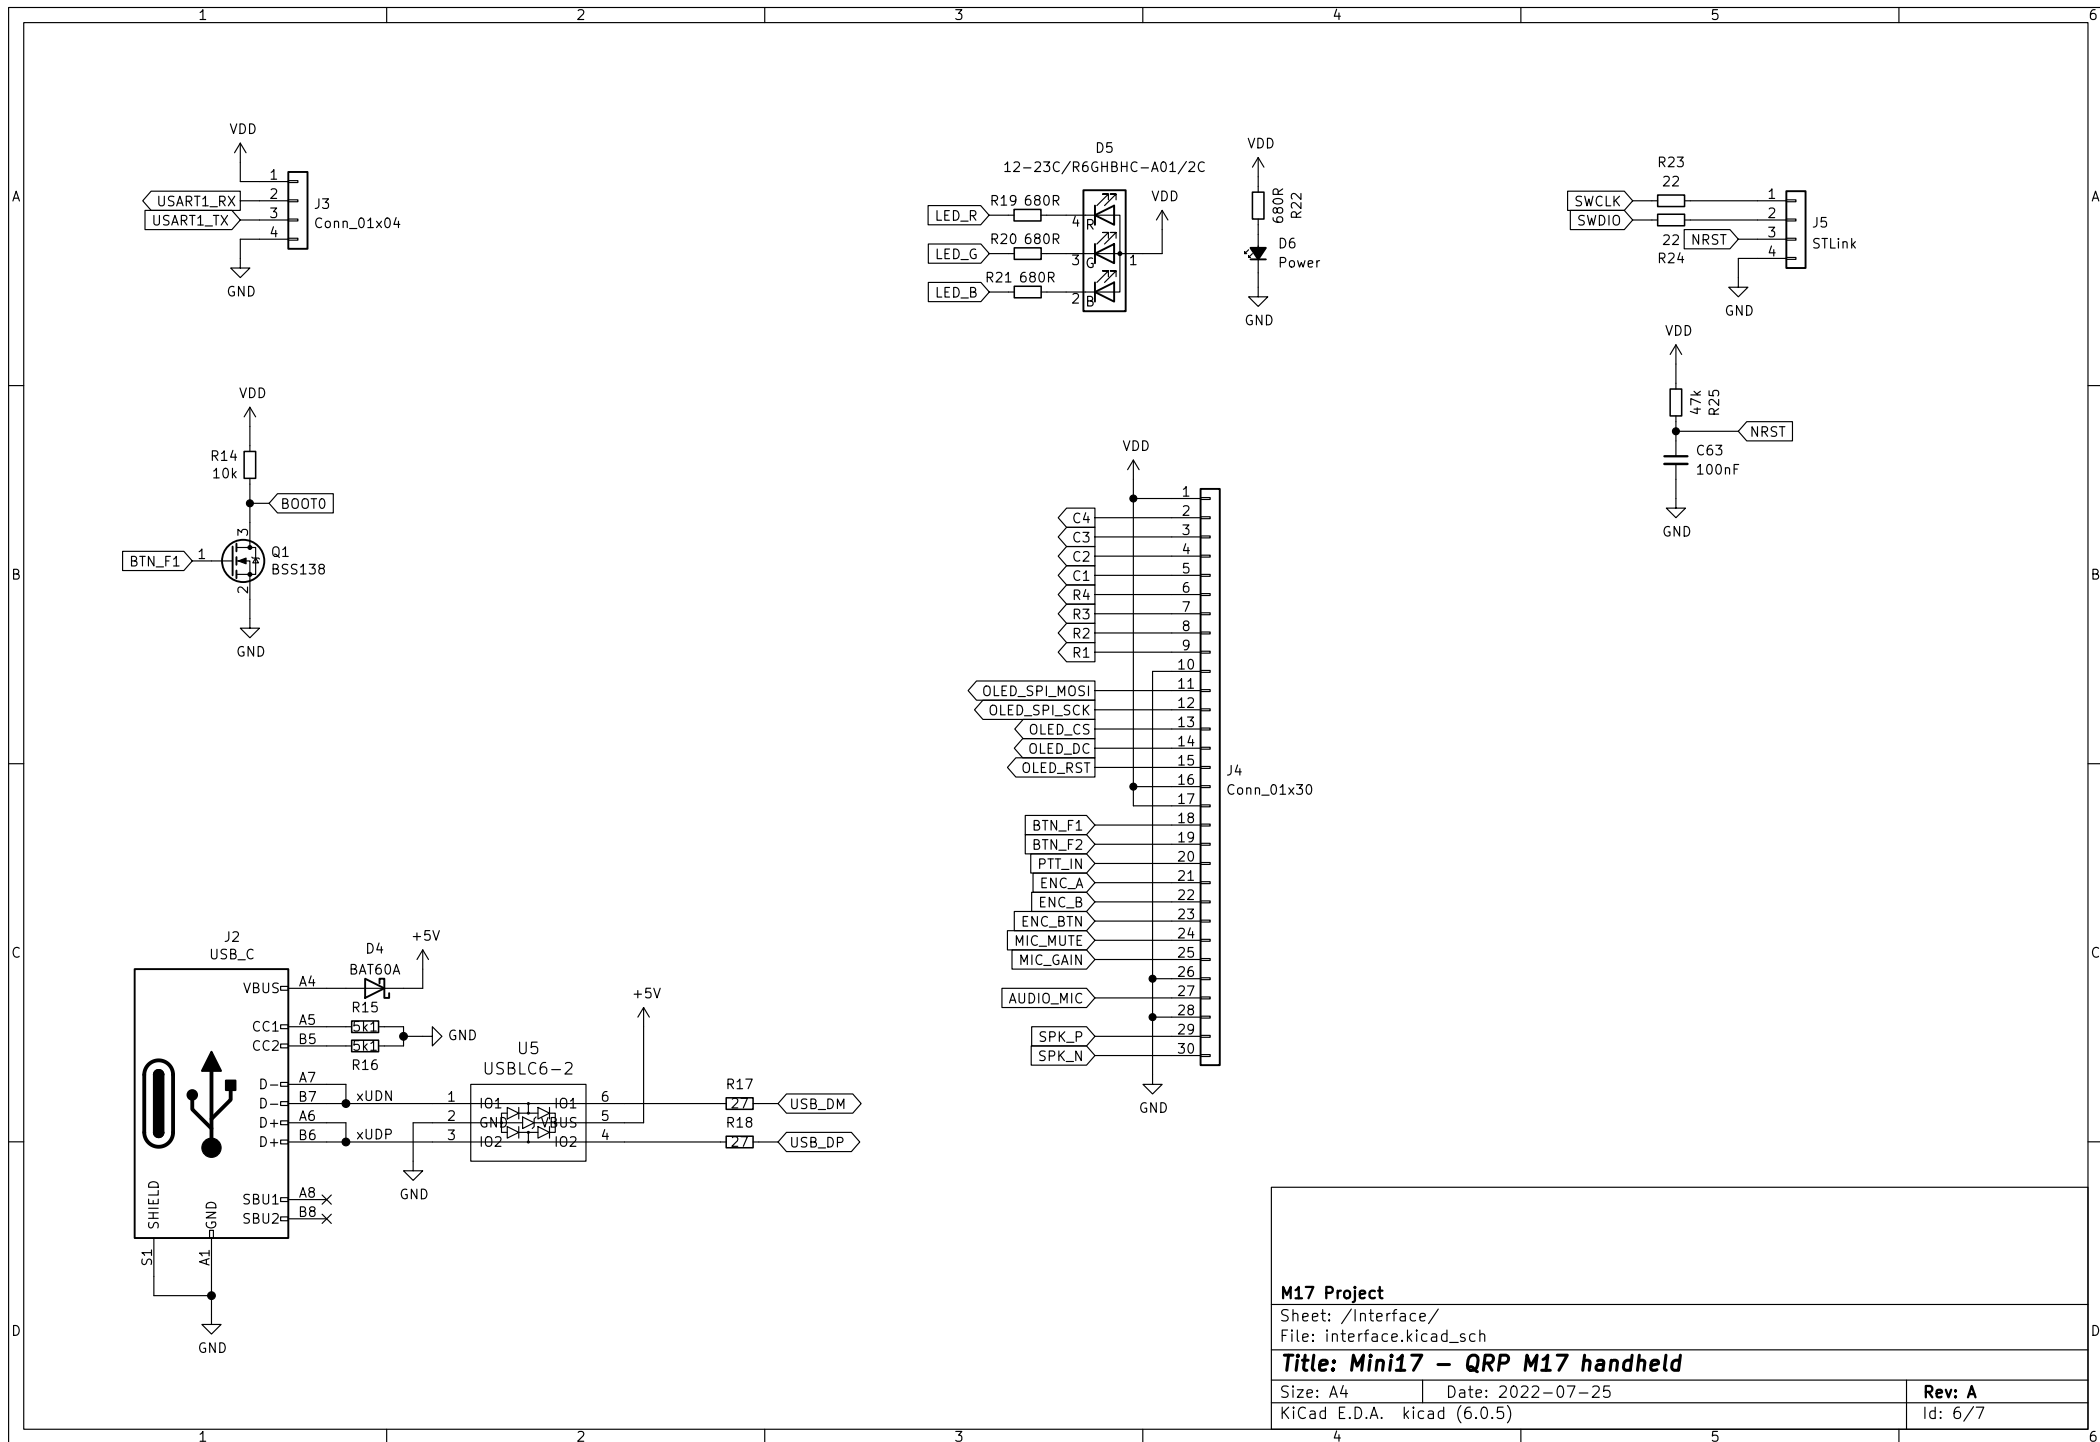 1 2 3 4 5 6
A
B
C
D
VDD
1
USART1_RX 2
USART1_TX 3
4
J3
Conn_01x04
GND
D5
12-23C/R6GHBHC-A01/2C
VDD
LED_R R19 680R 4 R
LED_G R20 680R 3 G 1
LED_B R21 680R 2 B
VDD
680R
R22
D6
Power
GND
R23
22
SWCLK 1
SWDIO 2
22 NRST 3
R24 4
J5
STLink
GND
VDD
47k
R25
NRST
C63
100nF
GND
VDD
R14
10k
BOOT0
3
BTN_F1 1
Q1
BSS138
2
GND
VDD
1
C4 2
C3 3
C2 4
C1 5
R4 6
R3 7
R2 8
R1 9
10
OLED_SPI_MOSI 11
OLED_SPI_SCK 12
OLED_CS 13
OLED_DC 14
OLED_RST 15
16
17
BTN_F1 18
BTN_F2 19
PTT_IN 20
ENC_A 21
ENC_B 22
ENC_BTN 23
MIC_MUTE 24
MIC_GAIN 25
26
AUDIO_MIC 27
28
SPK_P 29
SPK_N 30
J4
Conn_01x30
GND
J2
USB_C
D4
BAT60A
+5V
VBUS A4
R15
CC1 A5 5k1
CC2 B5 5k1
R16
GND
D- A7
D- B7 xUDN
D+ A6
D+ B6 xUDP
SBU1 A8
SBU2 B8
SHIELD
GND
S1
A1
GND
U5
USBLC6-2
+5V
1 IO1 IO1 6
2 GND VBUS 5
3 IO2 IO2 4
GND
R17
27 USB_DM
R18
27 USB_DP
M17 Project
Sheet: /Interface/
File: interface.kicad_sch
Title: Mini17 – QRP M17 handheld
Size: A4 Date: 2022-07-25 Rev: A
KiCad E.D.A. kicad (6.0.5) Id: 6/7
A
B
C
D
1 2 3 4 5 6